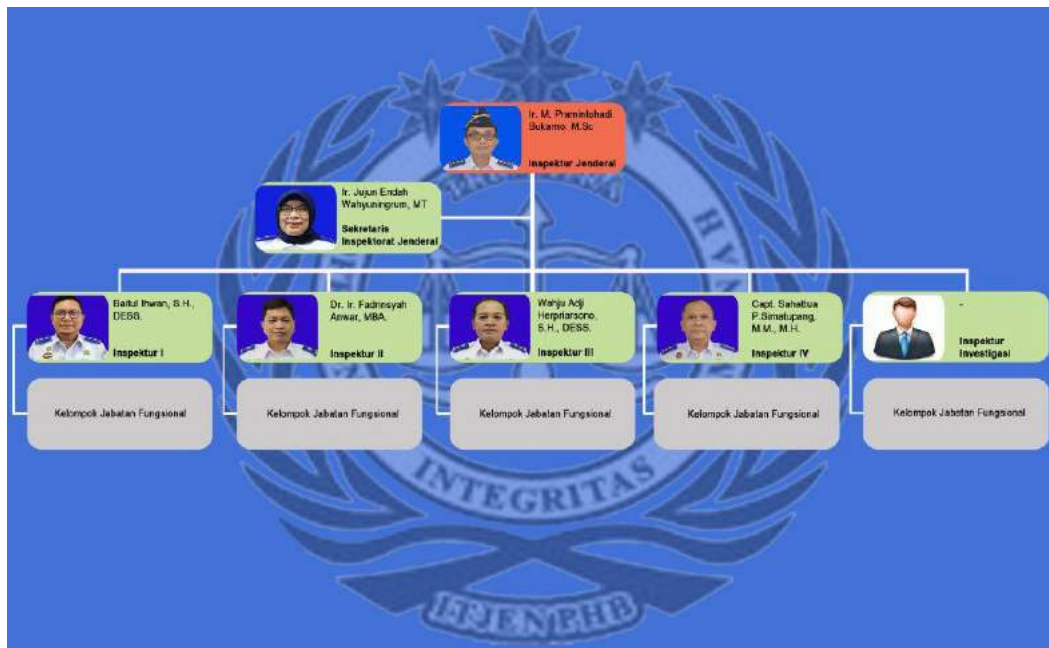 Ir. M. Pramintohadi
Sukarno, M.Sc
Inspektur Jenderal
Ir. Jujun Endah
Wahyuningrum, MT
Sekretaris
Inspektorat Jenderal
Baitul Ihwan, S.H.,
DESS.
Inspektur I
Dr. Ir. Fadrinsyah
Anwar, MBA.
Inspektur II
Wahju Adji
Herpriarsono,
S.H., DESS.
Inspektur III
Capt. Sahattua
P.Simatupang,
M.M., M.H.
Inspektur IV
-
Inspektur
Investigasi
Kelompok Jabatan Fungsional
Kelompok Jabatan Fungsional
Kelompok Jabatan Fungsional
Kelompok Jabatan Fungsional
Kelompok Jabatan Fungsional
INTEGRITAS
ITJENPHB